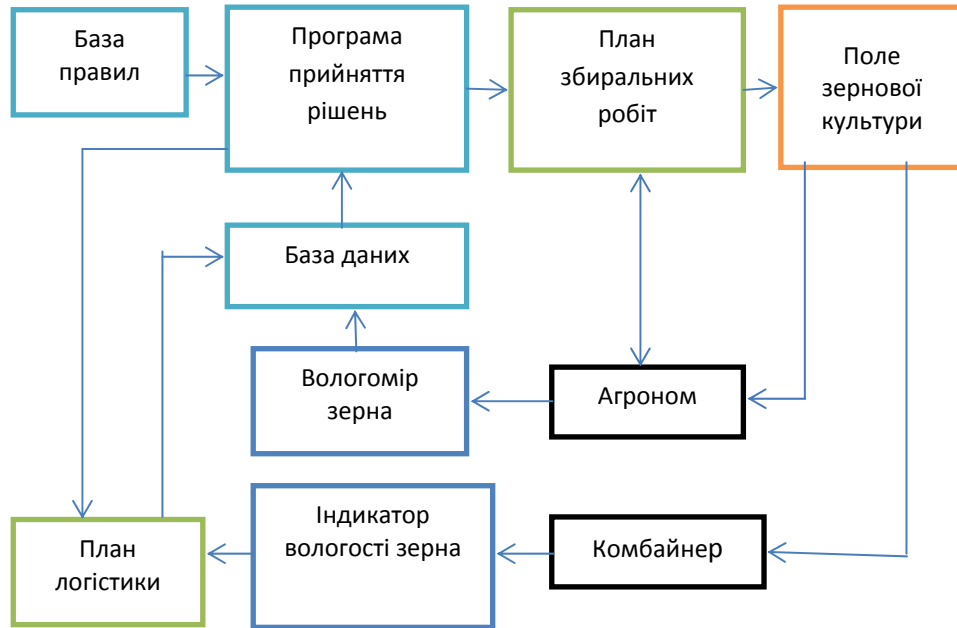 База
правил
Програма
прийняття
рішень
План
збиральних
робіт
Поле
зернової
культури
База даних
Вологомір
зерна
Агроном
План
логістики
Індикатор
вологості зерна
Комбайнер